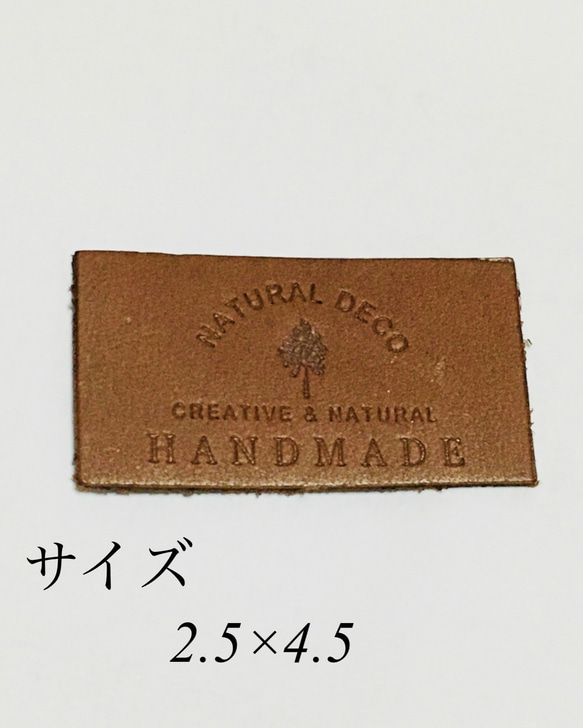 NATURAL DECO
CREATIVE & NATURAL
HANDMADE
サイズ
2.5×4.5